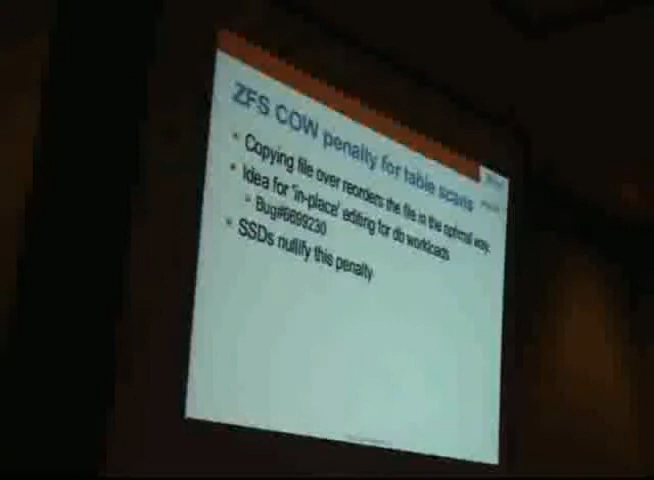 ZFS COW penalty for table scans
Copying file over reorders the file in the optimal way.
Idea for 'in-place' editing for db workloads
Bug#6699230
SSDs nullify this penalty